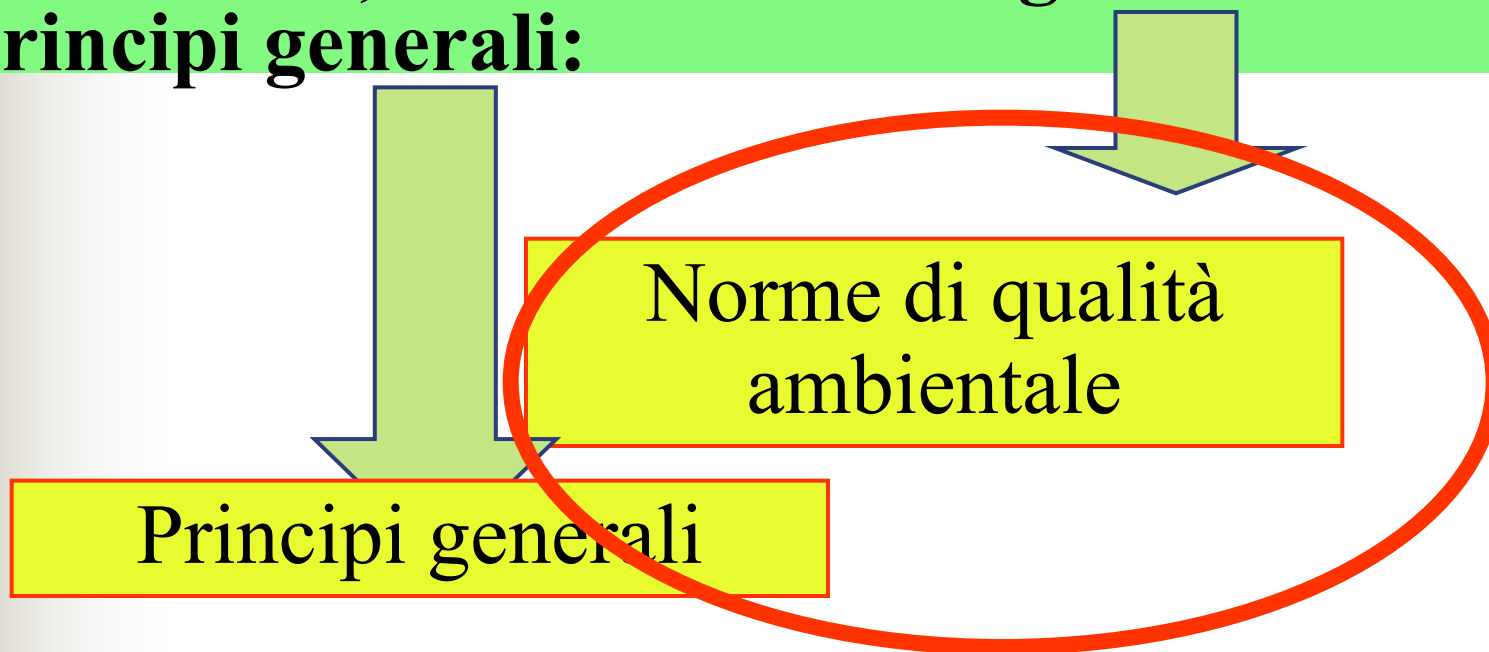 rincipi generali:
Norme di qualità
ambientale
Principi generali